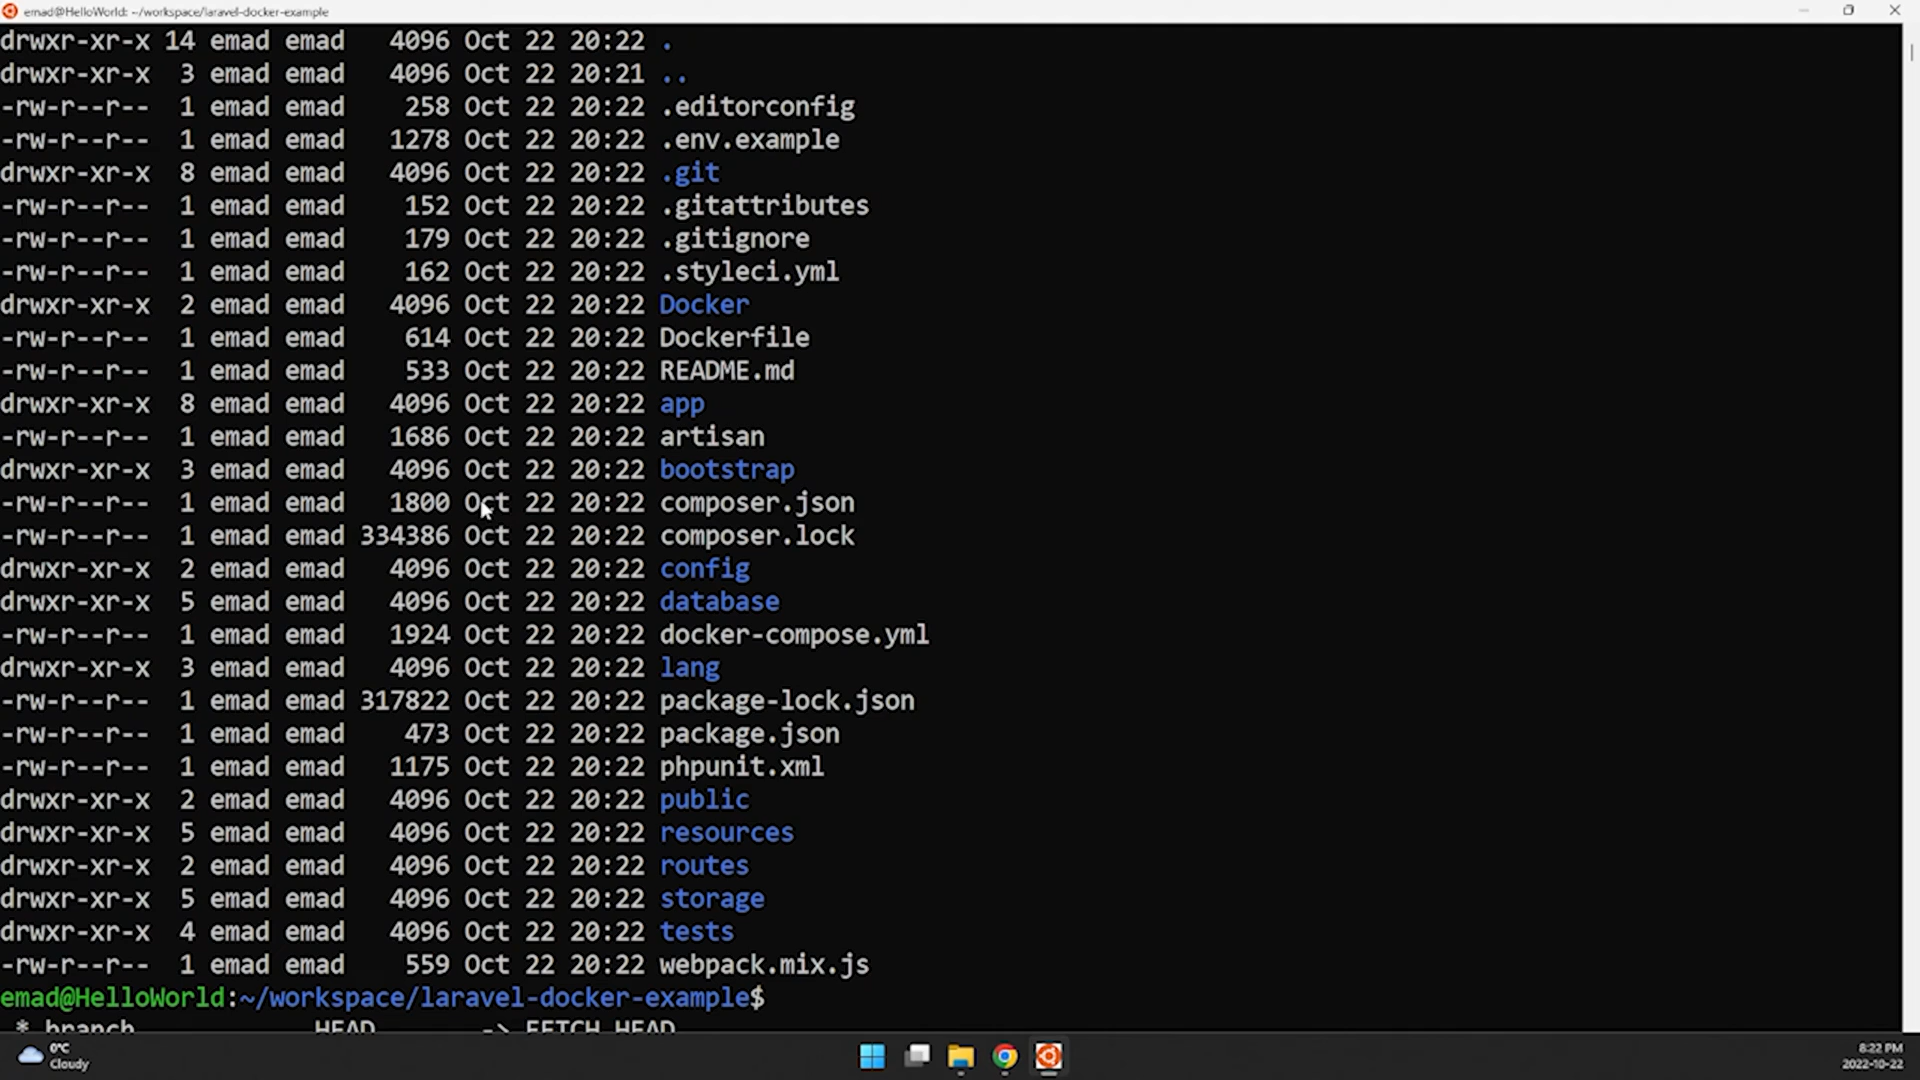 emad@HelloWorld: ~/workspace/laravel-docker-example
drwxr-xr-x 14 emad emad   4096 Oct 22 20:22 .
drwxr-xr-x  3 emad emad   4096 Oct 22 20:21 ..
-rw-r--r--  1 emad emad    258 Oct 22 20:22 .editorconfig
-rw-r--r--  1 emad emad   1278 Oct 22 20:22 .env.example
drwxr-xr-x  8 emad emad   4096 Oct 22 20:22 .git
-rw-r--r--  1 emad emad    152 Oct 22 20:22 .gitattributes
-rw-r--r--  1 emad emad    179 Oct 22 20:22 .gitignore
-rw-r--r--  1 emad emad    162 Oct 22 20:22 .styleci.yml
drwxr-xr-x  2 emad emad   4096 Oct 22 20:22 Docker
-rw-r--r--  1 emad emad    614 Oct 22 20:22 Dockerfile
-rw-r--r--  1 emad emad    533 Oct 22 20:22 README.md
drwxr-xr-x  8 emad emad   4096 Oct 22 20:22 app
-rw-r--r--  1 emad emad   1686 Oct 22 20:22 artisan
drwxr-xr-x  3 emad emad   4096 Oct 22 20:22 bootstrap
-rw-r--r--  1 emad emad   1800 Oct 22 20:22 composer.json
-rw-r--r--  1 emad emad 334386 Oct 22 20:22 composer.lock
drwxr-xr-x  2 emad emad   4096 Oct 22 20:22 config
drwxr-xr-x  5 emad emad   4096 Oct 22 20:22 database
-rw-r--r--  1 emad emad   1924 Oct 22 20:22 docker-compose.yml
drwxr-xr-x  3 emad emad   4096 Oct 22 20:22 lang
-rw-r--r--  1 emad emad 317822 Oct 22 20:22 package-lock.json
-rw-r--r--  1 emad emad    473 Oct 22 20:22 package.json
-rw-r--r--  1 emad emad   1175 Oct 22 20:22 phpunit.xml
drwxr-xr-x  2 emad emad   4096 Oct 22 20:22 public
drwxr-xr-x  5 emad emad   4096 Oct 22 20:22 resources
drwxr-xr-x  2 emad emad   4096 Oct 22 20:22 routes
drwxr-xr-x  5 emad emad   4096 Oct 22 20:22 storage
drwxr-xr-x  4 emad emad   4096 Oct 22 20:22 tests
-rw-r--r--  1 emad emad    559 Oct 22 20:22 webpack.mix.js
emad@HelloWorld:~/workspace/laravel-docker-example$
 * branch            HEAD       -> FETCH_HEAD
0°C
Cloudy
8:22 PM
2022-10-22